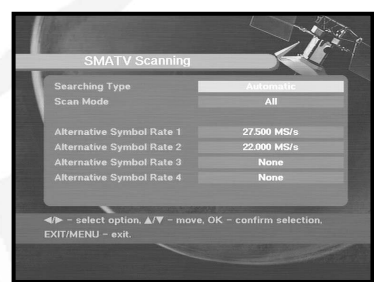 SMATV Scanning
Searching Type Automatic
Scan Mode All
Alternative Symbol Rate 1 27.500 MS/s
Alternative Symbol Rate 2 22.000 MS/s
Alternative Symbol Rate 3 None
Alternative Symbol Rate 4 None
◀/▶ – select option, ▲/▼ – move, OK – confirm selection,
EXIT/MENU – exit.